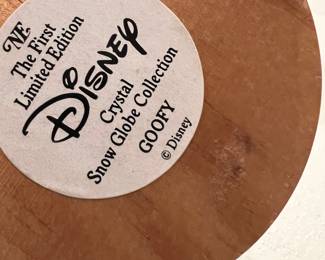 NE
The First
Limited Edition
Disney
Crystal
Snow Globe Collection
GOOFY
© Disney